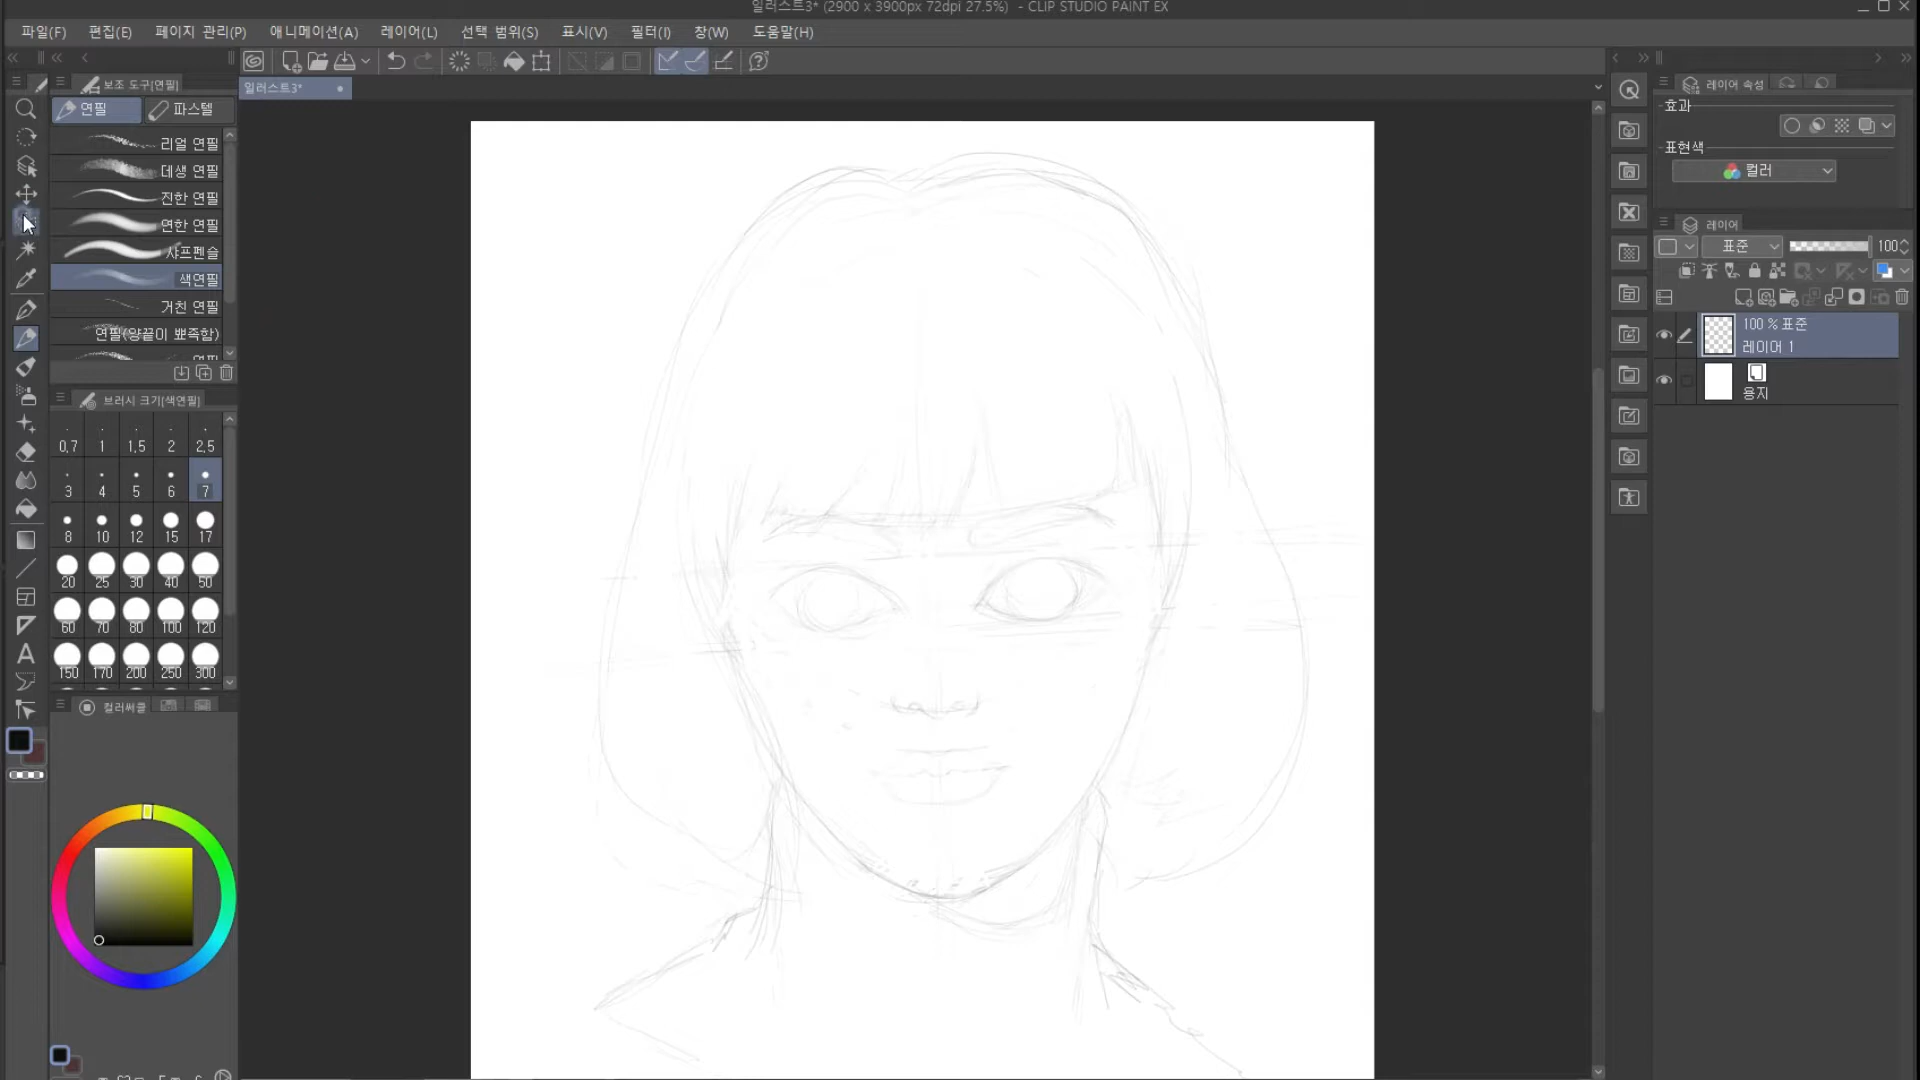 일러스트3* (2900 x 3900px 72dpi 27.5%) - CLIP STUDIO PAINT EX
파일(F) 편집(E) 페이지 관리(P) 애니메이션(A) 레이어(L) 선택 범위(S) 표시(V) 필터(I) 창(W) 도움말(H)
보조 도구[연필]
일러스트3*
연필 파스텔
리얼 연필
데생 연필
진한 연필
연한 연필
샤프펜슬
색연필
거친 연필
연필(양끝이 뾰족함)
브러시 크기[색연필]
0.7 1 1.5 2 2.5
3 4 5 6 7
8 10 12 15 17
20 25 30 40 50
60 70 80 100 120
150 170 200 250 300
A
컬러써클
레이어 속성
효과
표현색
컬러
레이어
표준 100
100 % 표준
레이어 1
용지